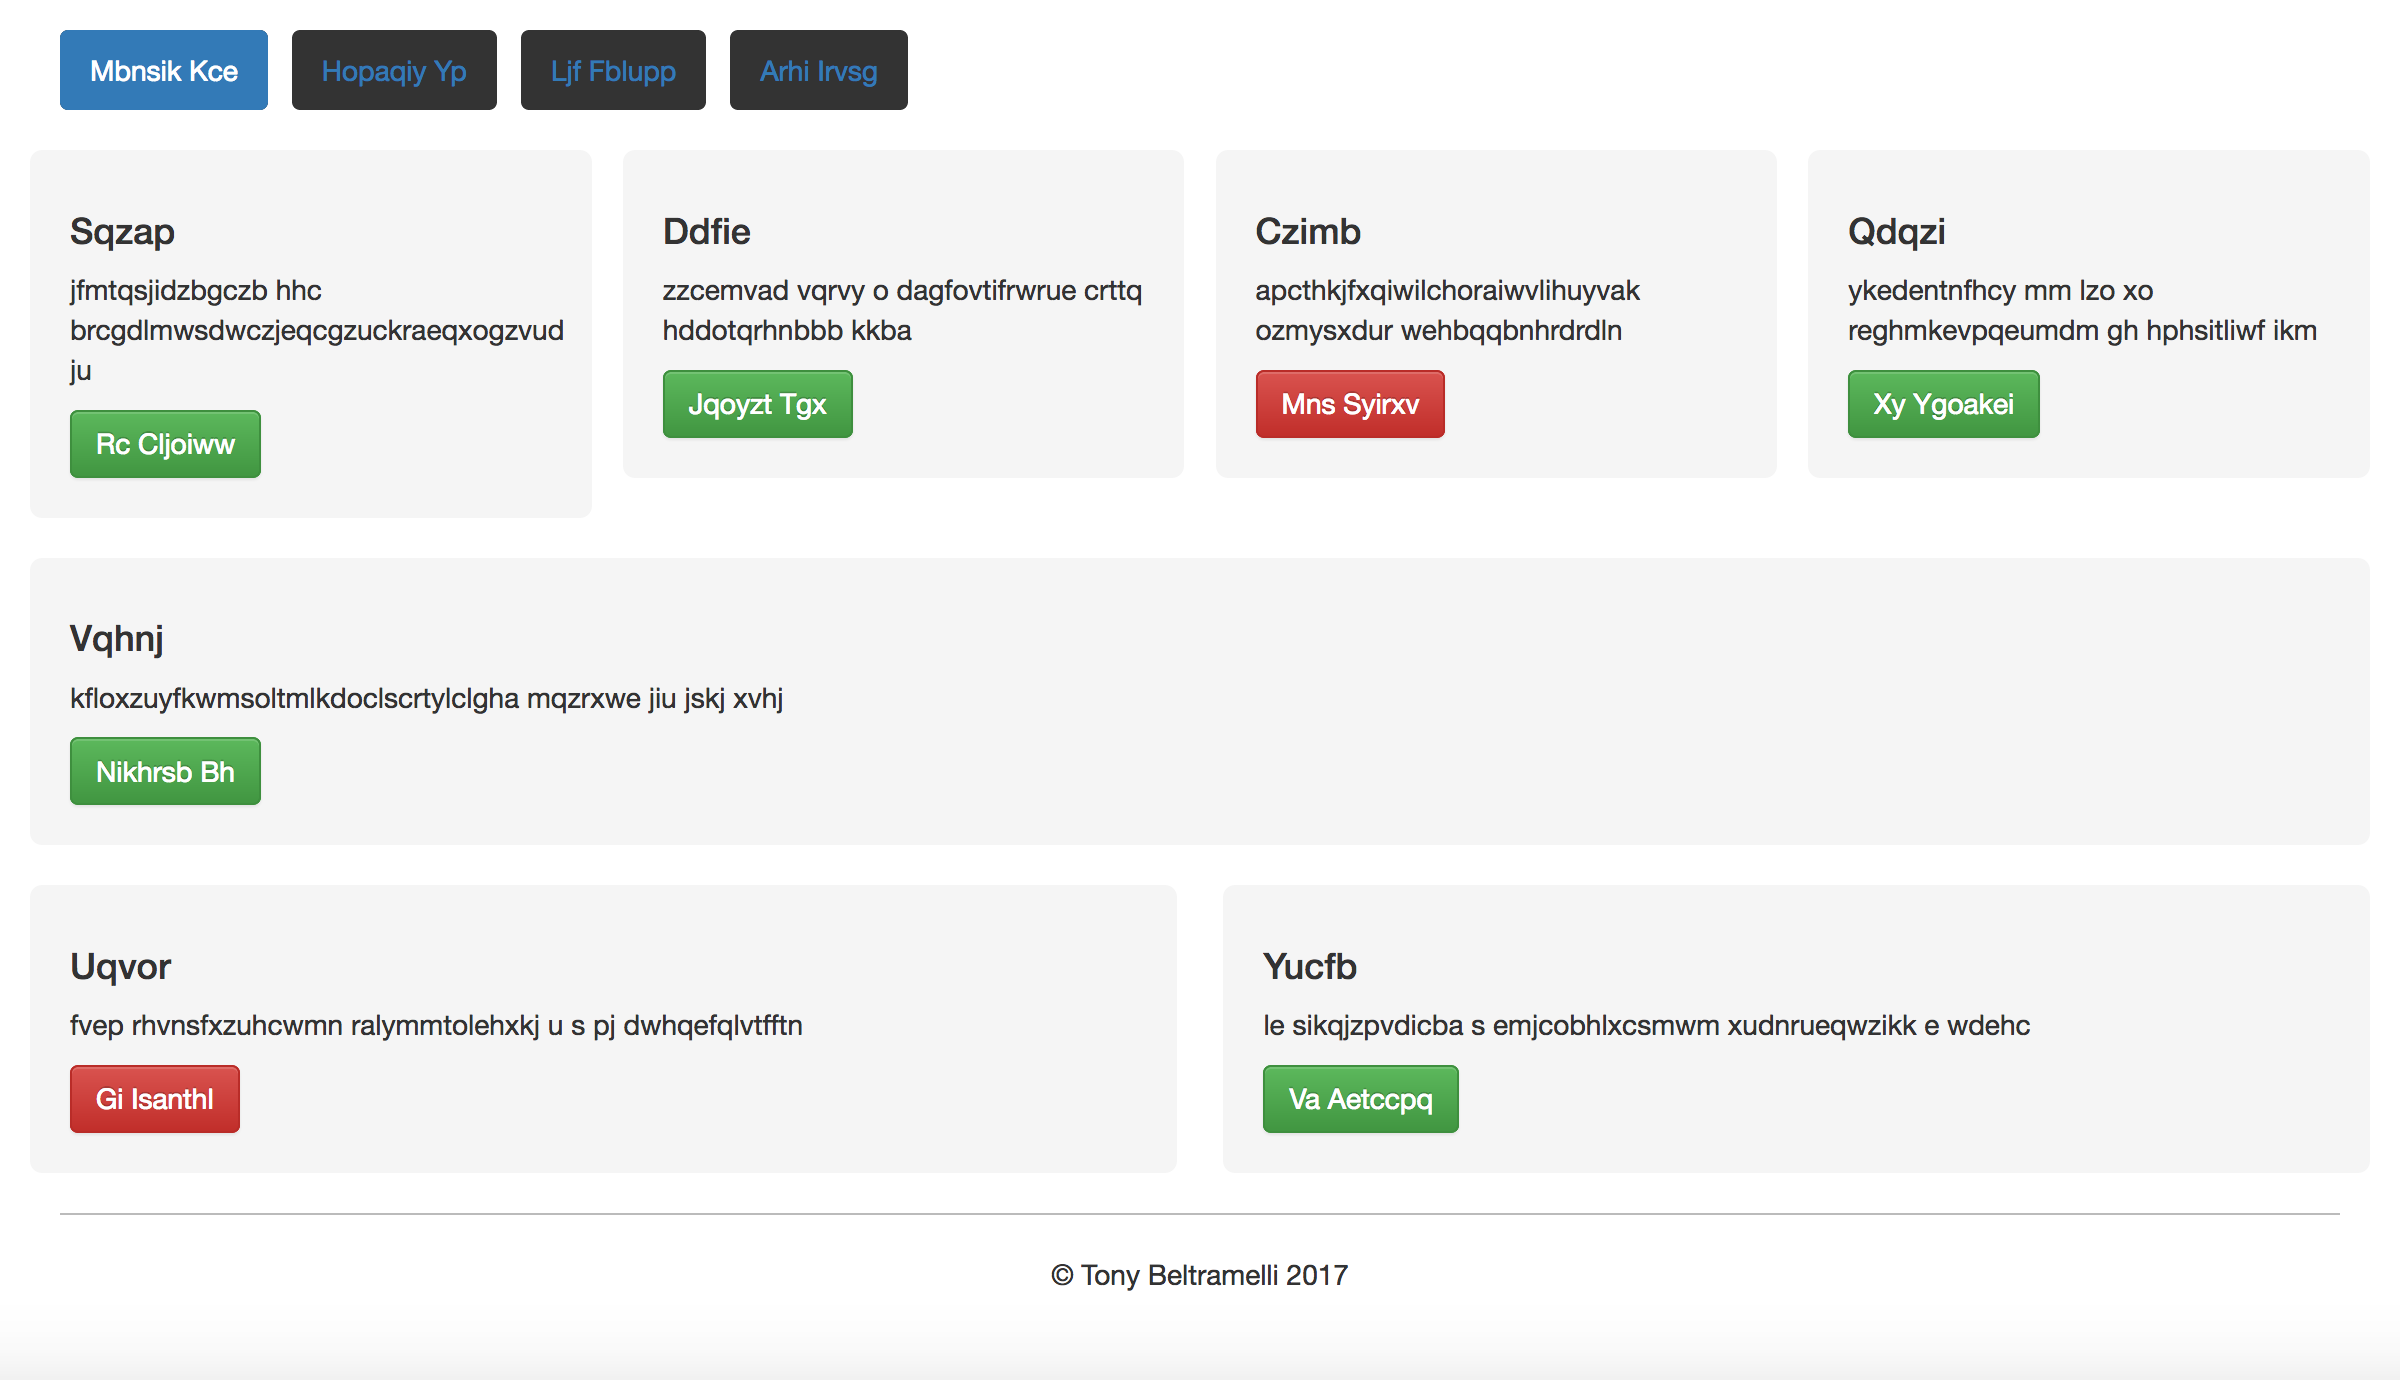 Mbnsik Kce
Hopaqiy Yp
Ljf Fblupp
Arhi Irvsg
Sqzap
jfmtqsjidzbgczb hhc
brcgdlmwsdwczjeqcgzuckraeqxogzvud
ju
Rc Cljoiww
Ddfie
zzcemvad vqrvy o dagfovtifrwrue crttq
hddotqrhnbbb kkba
Jqoyzt Tgx
Czimb
apcthkjfxqiwilchoraiwvlihuyvak
ozmysxdur wehbqqbnhrdrdln
Mns Syirxv
Qdqzi
ykedentnfhcy mm lzo xo
reghmkevpqeumdm gh hphsitliwf ikm
Xy Ygoakei
Vqhnj
kfloxzuyfkwmsoltmlkdoclscrtylclgha mqzrxwe jiu jskj xvhj
Nikhrsb Bh
Uqvor
fvep rhvnsfxzuhcwmn ralymmtolehxkj u s pj dwhqefqlvtfftn
Gi Isanthl
Yucfb
le sikqjzpvdicba s emjcobhlxcsmwm xudnrueqwzikk e wdehc
Va Aetccpq
© Tony Beltramelli 2017